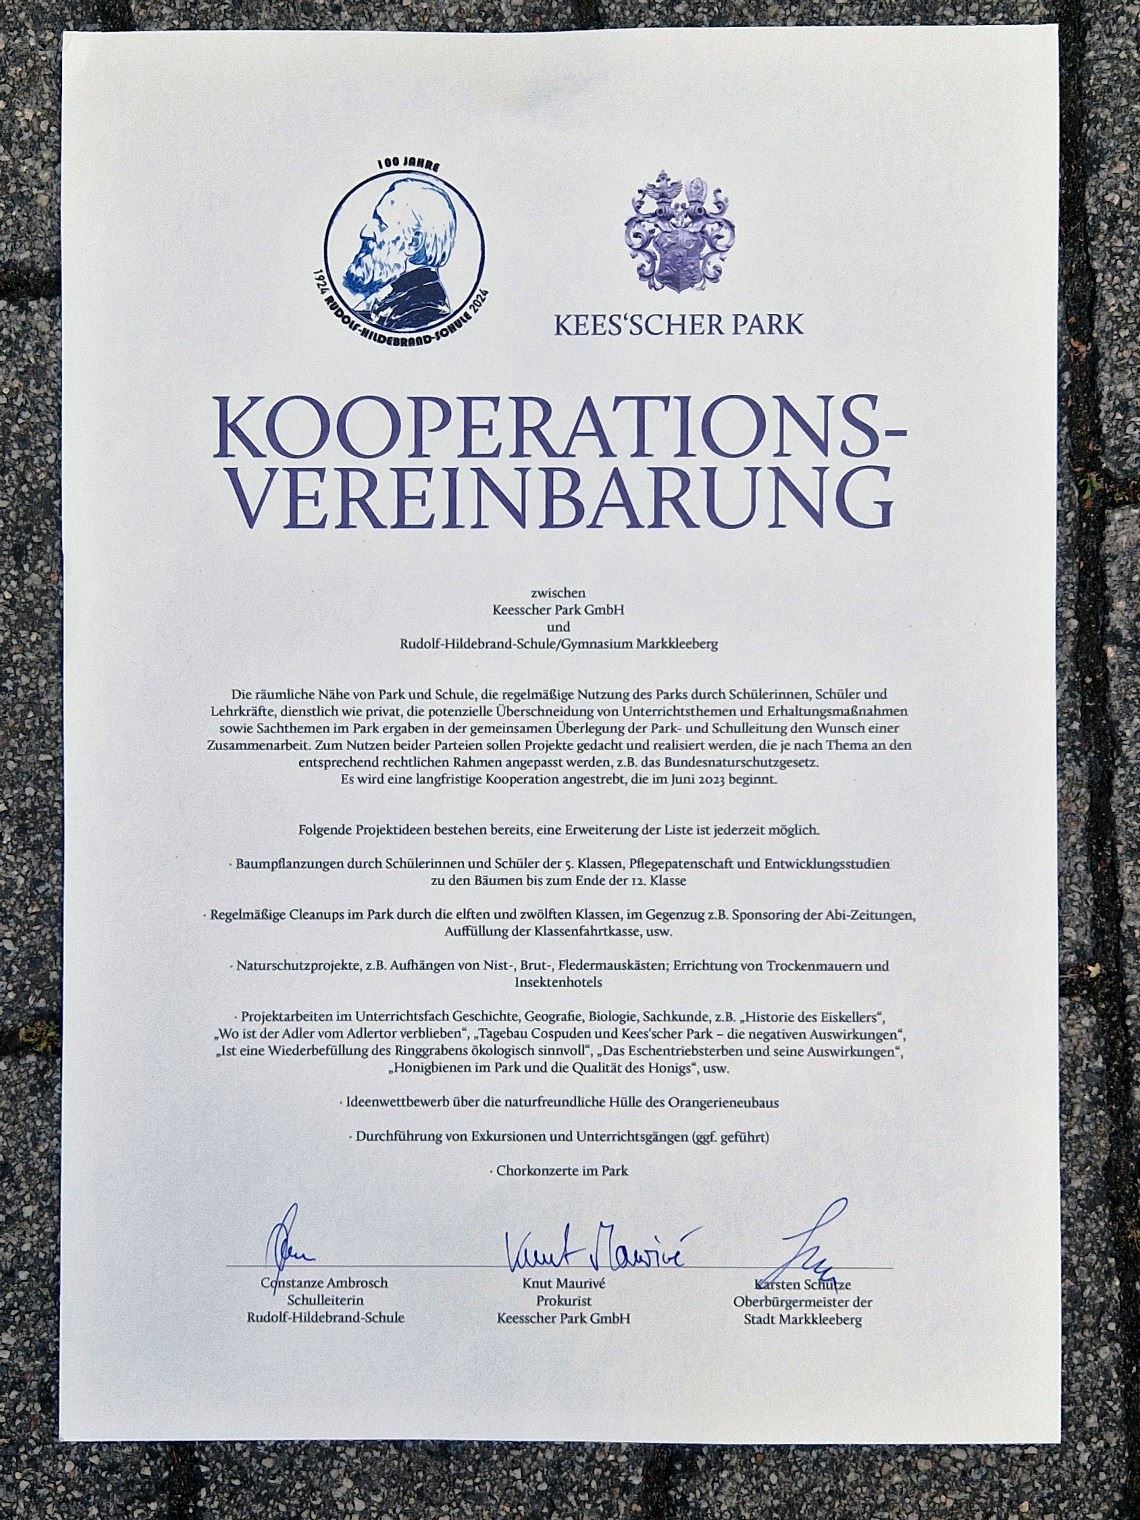 100 JAHRE
1924 RUDOLF-HILDEBRAND-SCHULE 2024
KEES‘SCHER PARK
KOOPERATIONS-
VEREINBARUNG
zwischen
Keesscher Park GmbH
und
Rudolf-Hildebrand-Schule/Gymnasium Markkleeberg
Die räumliche Nähe von Park und Schule, die regelmäßige Nutzung des Parks durch Schülerinnen, Schüler und
Lehrkräfte, dienstlich wie privat, die potenzielle Überschneidung von Unterrichtsthemen und Erhaltungsmaßnahmen
sowie Sachthemen im Park ergaben in der gemeinsamen Überlegung der Park- und Schulleitung den Wunsch einer
Zusammenarbeit. Zum Nutzen beider Parteien sollen Projekte gedacht und realisiert werden, die je nach Thema an den
entsprechend rechtlichen Rahmen angepasst werden, z.B. das Bundesnaturschutzgesetz.
Es wird eine langfristige Kooperation angestrebt, die im Juni 2023 beginnt.
Folgende Projektideen bestehen bereits, eine Erweiterung der Liste ist jederzeit möglich.
· Baumpflanzungen durch Schülerinnen und Schüler der 5. Klassen, Pflegepatenschaft und Entwicklungsstudien
zu den Bäumen bis zum Ende der 12. Klasse
· Regelmäßige Cleanups im Park durch die elften und zwölften Klassen, im Gegenzug z.B. Sponsoring der Abi-Zeitungen,
Auffüllung der Klassenfahrtkasse, usw.
· Naturschutzprojekte, z.B. Aufhängen von Nist-, Brut-, Fledermauskästen; Errichtung von Trockenmauern und
Insektenhotels
· Projektarbeiten im Unterrichtsfach Geschichte, Geografie, Biologie, Sachkunde, z.B. „Historie des Eiskellers“,
„Wo ist der Adler vom Adlertor verblieben“, „Tagebau Cospuden und Kees‘scher Park – die negativen Auswirkungen“,
„Ist eine Wiederbefüllung des Ringgrabens ökologisch sinnvoll“, „Das Eschentriebsterben und seine Auswirkungen“,
„Honigbienen im Park und die Qualität des Honigs“, usw.
· Ideenwettbewerb über die naturfreundliche Hülle des Orangerieneubaus
· Durchführung von Exkursionen und Unterrichtsgängen (ggf. geführt)
· Chorkonzerte im Park
Knut Maurivé
Constanze Ambrosch Knut Maurivé Karsten Schütze
Schulleiterin Prokurist Oberbürgermeister der
Rudolf-Hildebrand-Schule Keesscher Park GmbH Stadt Markkleeberg